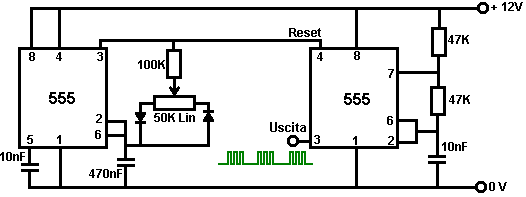 + 12V
Reset
8 4 3
4 8
47K
100K
7
555
555
50K Lin
47K
2
6
Uscita
6
5 1
3
2
10nF
10nF
1
470nF
0 V